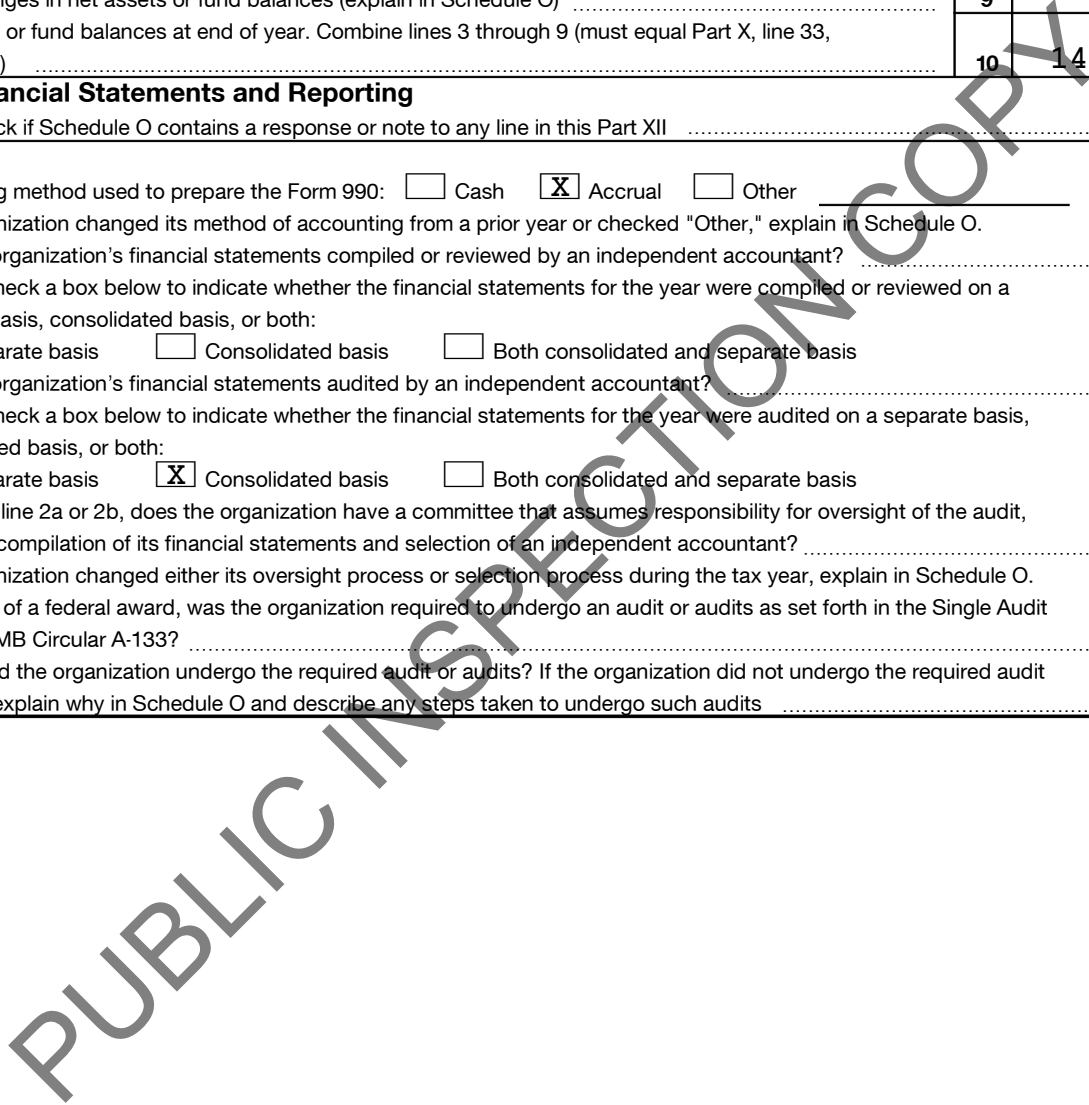 ges in net assets or fund balances (explain in Schedule O) 9
or fund balances at end of year. Combine lines 3 through 9 (must equal Part X, line 33,
) 10 14
ancial Statements and Reporting
ck if Schedule O contains a response or note to any line in this Part XII
g method used to prepare the Form 990: Cash X Accrual Other
nization changed its method of accounting from a prior year or checked "Other," explain in Schedule O.
organization's financial statements compiled or reviewed by an independent accountant?
heck a box below to indicate whether the financial statements for the year were compiled or reviewed on a
asis, consolidated basis, or both:
arate basis Consolidated basis Both consolidated and separate basis
organization's financial statements audited by an independent accountant?
heck a box below to indicate whether the financial statements for the year were audited on a separate basis,
ed basis, or both:
arate basis X Consolidated basis Both consolidated and separate basis
line 2a or 2b, does the organization have a committee that assumes responsibility for oversight of the audit,
compilation of its financial statements and selection of an independent accountant?
nization changed either its oversight process or selection process during the tax year, explain in Schedule O.
of a federal award, was the organization required to undergo an audit or audits as set forth in the Single Audit
MB Circular A-133?
d the organization undergo the required audit or audits? If the organization did not undergo the required audit
explain why in Schedule O and describe any steps taken to undergo such audits
PUBLIC INSPECTION COPY